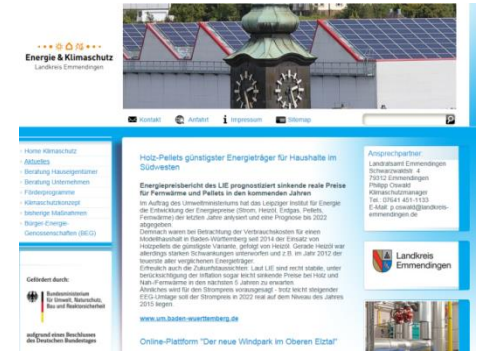 Energie & Klimaschutz
Landkreis Emmendingen
Kontakt Anfahrt Impressum Sitemap
Home Klimaschutz
Aktuelles
Beratung Hauseigentümer
Beratung Unternehmen
Förderprogramme
Klimaschutzkonzept
bisherige Maßnahmen
Bürger-Energie-
Genossenschaften (BEG)
Gefördert durch:
Bundesministerium
für Umwelt, Naturschutz,
Bau und Reaktorsicherheit
aufgrund eines Beschlusses
des Deutschen Bundestages
Holz-Pellets günstigster Energieträger für Haushalte im
Südwesten
Energiepreisbericht des LIE prognostiziert sinkende reale Preise
für Fernwärme und Pellets in den kommenden Jahren
Im Auftrag des Umweltministeriums hat das Leipziger Institut für Energie
die Entwicklung der Energiepreise (Strom, Heizöl, Erdgas, Pellets,
Fernwärme) der letzten Jahre anlysiert und eine Prognose bis 2022
abgegeben.
Demnach waren bei Betrachtung der Verbrauchskosten für einen
Modellhaushalt in Baden-Württemberg seit 2014 der Einsatz von
Holzpellets die günstigste Variante, gefolgt von Heizöl. Gerade Heizöl war
allerdings starken Schwankungen unterworfen und z.B. im Jahr 2012 der
teuerste aller verglichenen Energieträger.
Erfreulich auch die Zukunftsaussichten: Laut LIE sind recht stabile, unter
berücksichtigung der inflation sogar leicht sinkende Preise bei Holz und
Nah-/Fernwärme in den nächsten 5 Jahren zu erwarten.
Ähnliches wird für den Strompreis vorausgesagt - trotz leicht steigender
EEG-Umlage soll der Strompreis in 2022 real auf dem Niveau des Jahres
2015 liegen.
www.um.baden-wuerttemberg.de
Online-Plattform "Der neue Windpark im Oberen Elztal"
Ansprechpartner
Landratsamt Emmendingen
Schwarzwaldstr. 4
79312 Emmendingen
Philipp Oswald
Klimaschutzmanager
Tel.: 07641 451-1133
E-Mail: p.oswald@landkreis-
emmendingen.de
Landkreis
Emmendingen